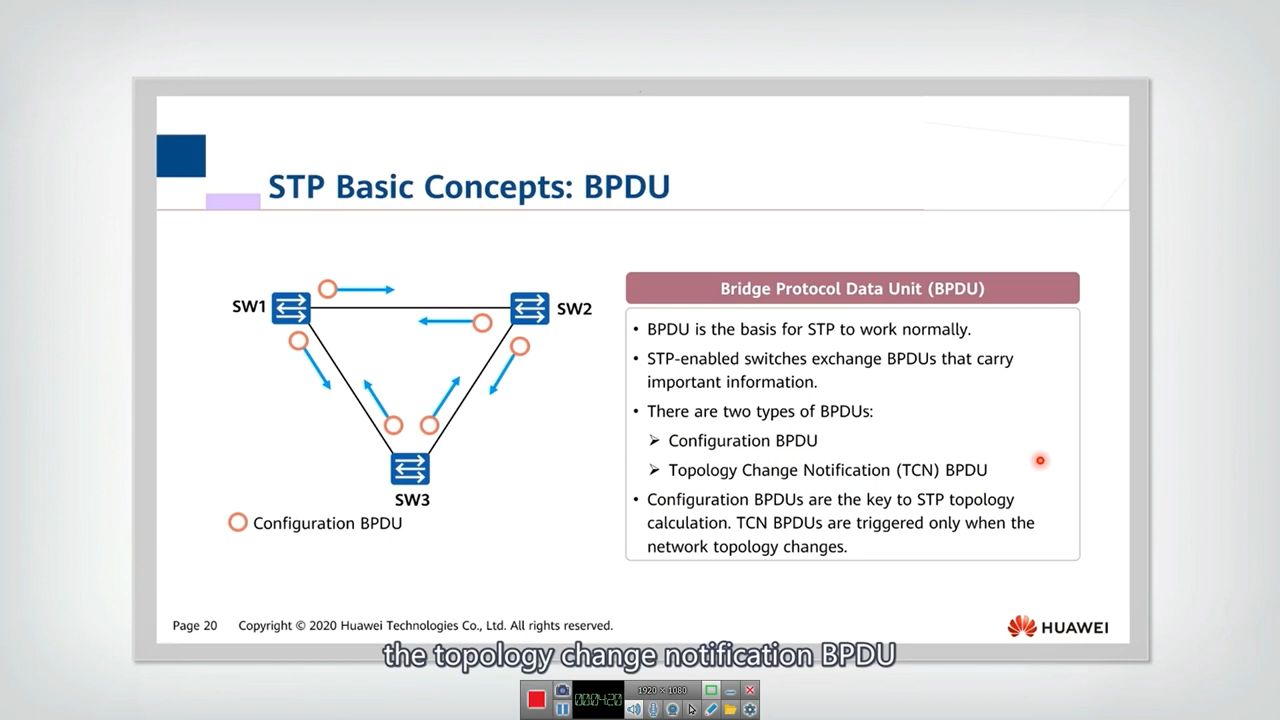 STP Basic Concepts: BPDU
SW1
SW2
SW3
Configuration BPDU
Bridge Protocol Data Unit (BPDU)
• BPDU is the basis for STP to work normally.
• STP-enabled switches exchange BPDUs that carry
important information.
• There are two types of BPDUs:
➢ Configuration BPDU
➢ Topology Change Notification (TCN) BPDU
• Configuration BPDUs are the key to STP topology
calculation. TCN BPDUs are triggered only when the
network topology changes.
Page 20 Copyright © 2020 Huawei Technologies Co., Ltd. All rights reserved.
HUAWEI
the topology change notification BPDU
1920 × 1080
000:04:20